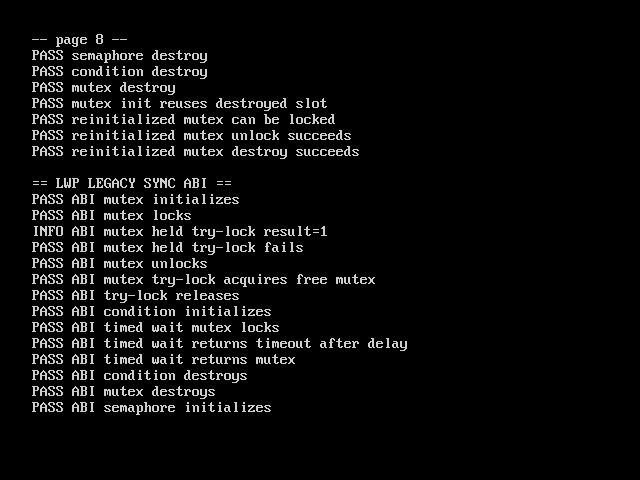 -- page 8 --
PASS semaphore destroy
PASS condition destroy
PASS mutex destroy
PASS mutex init reuses destroyed slot
PASS reinitialized mutex can be locked
PASS reinitialized mutex unlock succeeds
PASS reinitialized mutex destroy succeeds
== LWP LEGACY SYNC ABI ==
PASS ABI mutex initializes
PASS ABI mutex locks
INFO ABI mutex held try-lock result=1
PASS ABI mutex held try-lock fails
PASS ABI mutex unlocks
PASS ABI mutex try-lock acquires free mutex
PASS ABI try-lock releases
PASS ABI condition initializes
PASS ABI timed wait mutex locks
PASS ABI timed wait returns timeout after delay
PASS ABI timed wait returns mutex
PASS ABI condition destroys
PASS ABI mutex destroys
PASS ABI semaphore initializes